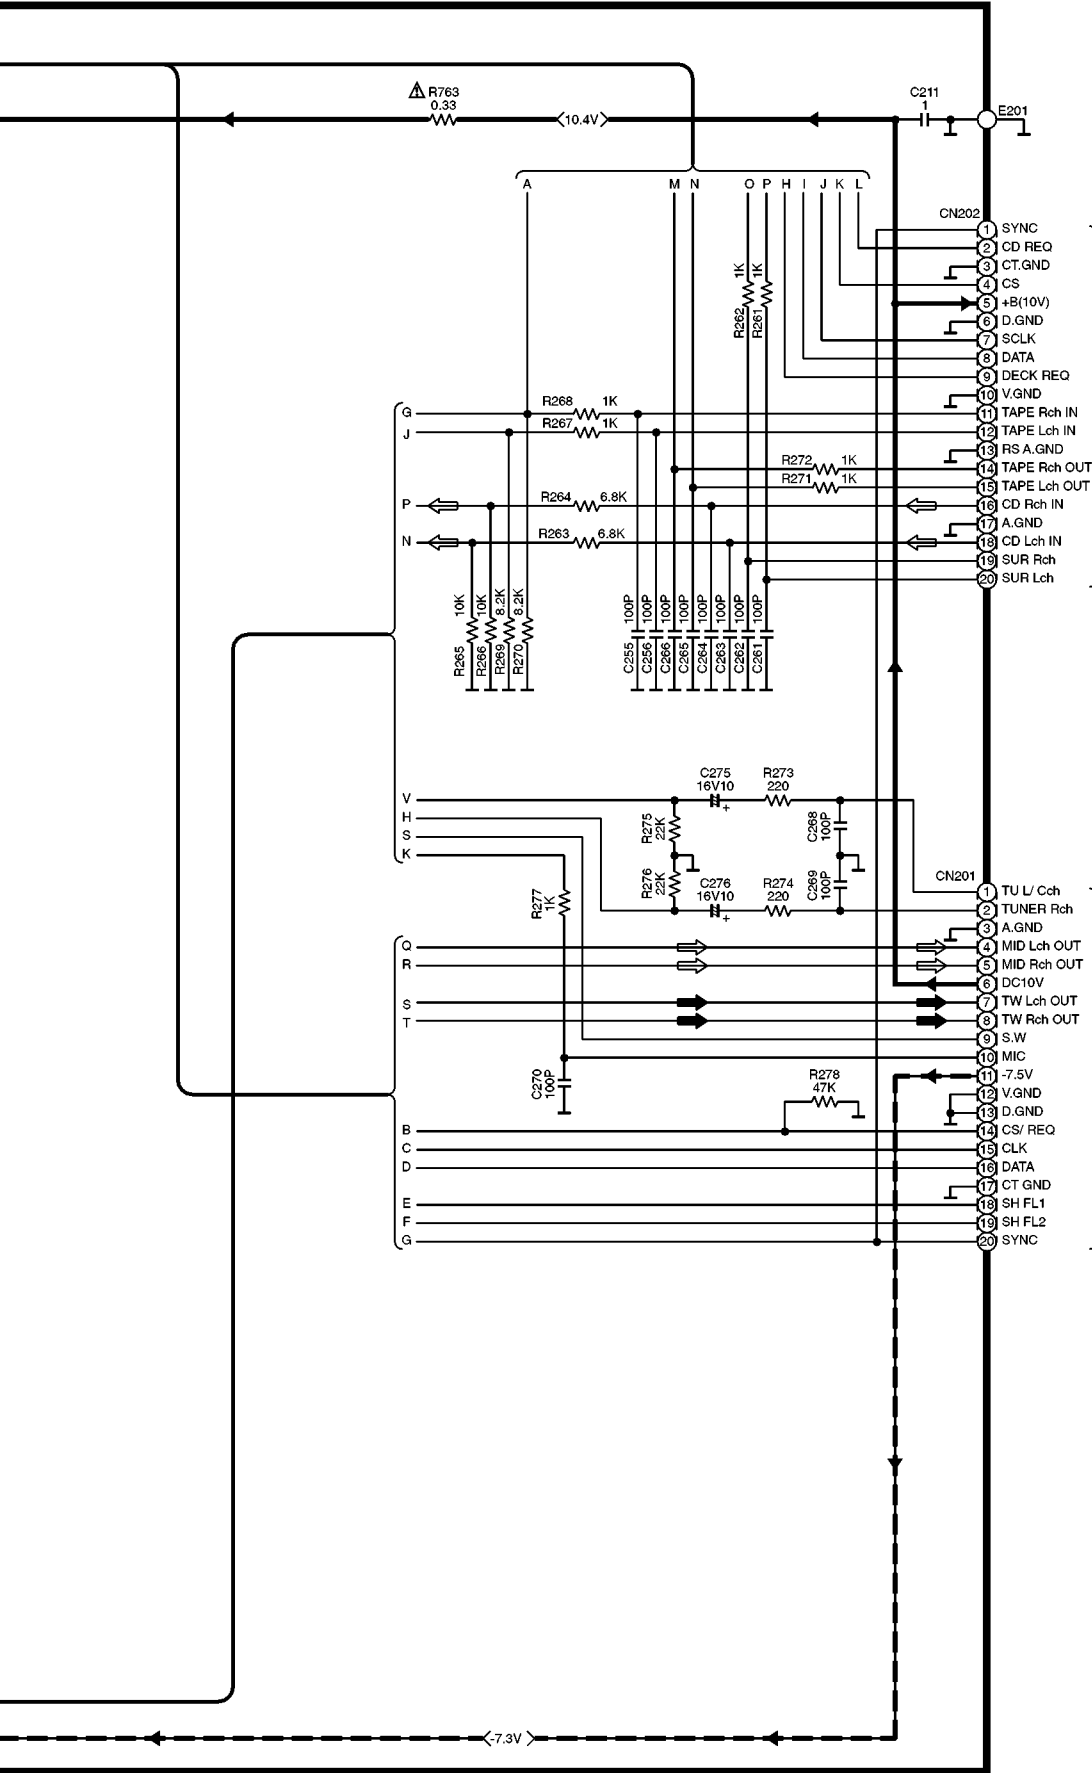 R763
0.33
10.4V
C211
1
E201
A M N O P H I J K L
CN202
1 SYNC
2 CD REQ
3 CT.GND
4 CS
5 +B(10V)
6 D.GND
7 SCLK
8 DATA
9 DECK REQ
10 V.GND
11 TAPE Rch IN
12 TAPE Lch IN
13 RS A.GND
14 TAPE Rch OUT
15 TAPE Lch OUT
16 CD Rch IN
17 A.GND
18 CD Lch IN
19 SUR Rch
20 SUR Lch
R262 1K
R261 1K
G
R268 1K
J
R267 1K
R272 1K
R271 1K
P
R264 6.8K
N
R263 6.8K
R265 10K
R266 10K
R269 8.2K
R270 8.2K
C255 100P
C256 100P
C266 100P
C265 100P
C264 100P
C263 100P
C262 100P
C261 100P
V
H
S
K
C275
16V10
R273
220
R275
22K
C268
100P
R276
22K
C276
16V10
R274
220
C269
100P
R277
1K
CN201
1 TU L/ Cch
2 TUNER Rch
3 A.GND
4 MID Lch OUT
5 MID Rch OUT
6 DC10V
7 TW Lch OUT
8 TW Rch OUT
9 S.W
10 MIC
11 -7.5V
12 V.GND
13 D.GND
14 CS/ REQ
15 CLK
16 DATA
17 CT GND
18 SH FL1
19 SH FL2
20 SYNC
Q
R
S
T
C270
100P
R278
47K
B
C
D
E
F
G
-7.3V